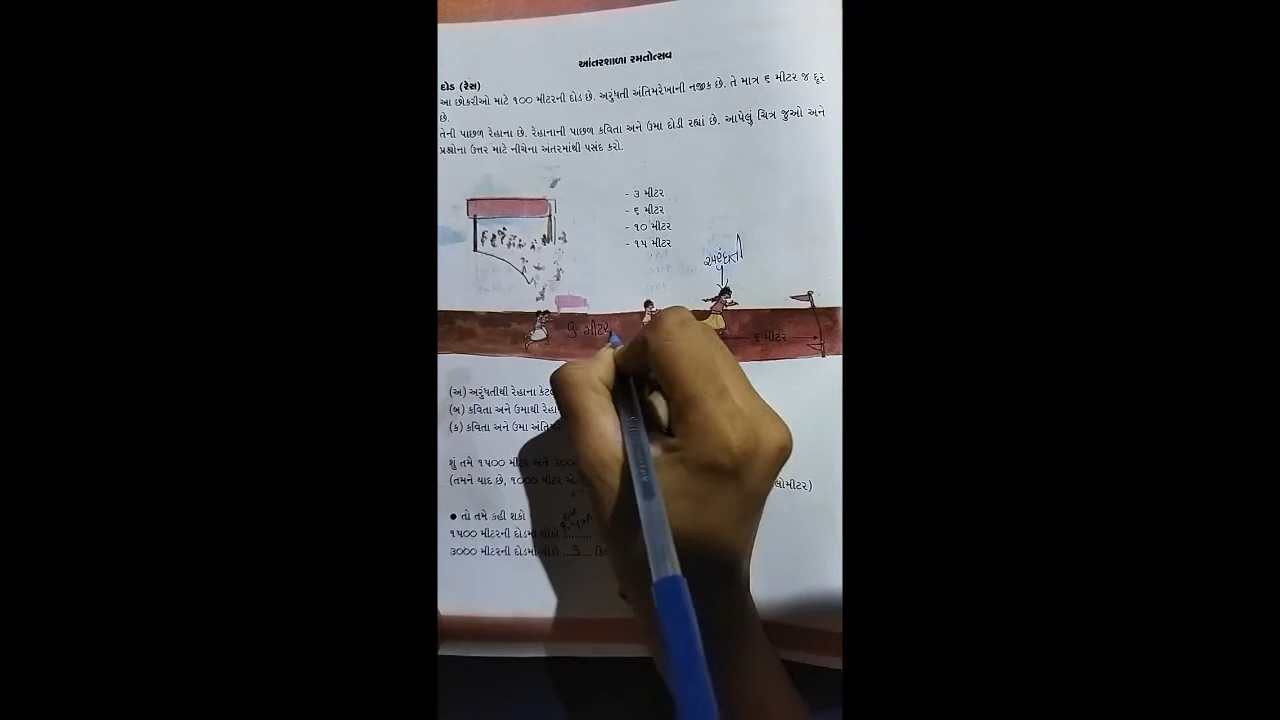 આંતરશાળા રમતોત્સવ
દોડ (રેસ)
આ છોકરીઓ માટે ૧૦૦ મીટરની દોડ છે. અરુંધતી અંતિમરેખાની નજીક છે. તે માત્ર ૬ મીટર જ દૂર
છે.
તેની પાછળ રેહાના છે. રેહાનાની પાછળ કવિતા અને ઉમા દોડી રહ્યાં છે. આપેલું ચિત્ર જુઓ અને
પ્રશ્નોના ઉત્તર માટે નીચેના અંતરમાંથી પસંદ કરો.
- ૩ મીટર
- ૬ મીટર
- ૧૦ મીટર
- ૧૫ મીટર
અરુંધતી
મીટર
૬ મીટર
(અ) અરુંધતીથી રેહાના
(બ) કવિતા અને ઉમાથી
(ક) કવિતા અને ઉમા
શું તમે ૧૫૦૦ મીટર અને
(તમને યાદ છે, ૧૦૦૦ મીટર
● તો તમે કહી શકો
૧૫૦૦ મીટરની
૩૦૦૦ મીટરની ...૩...